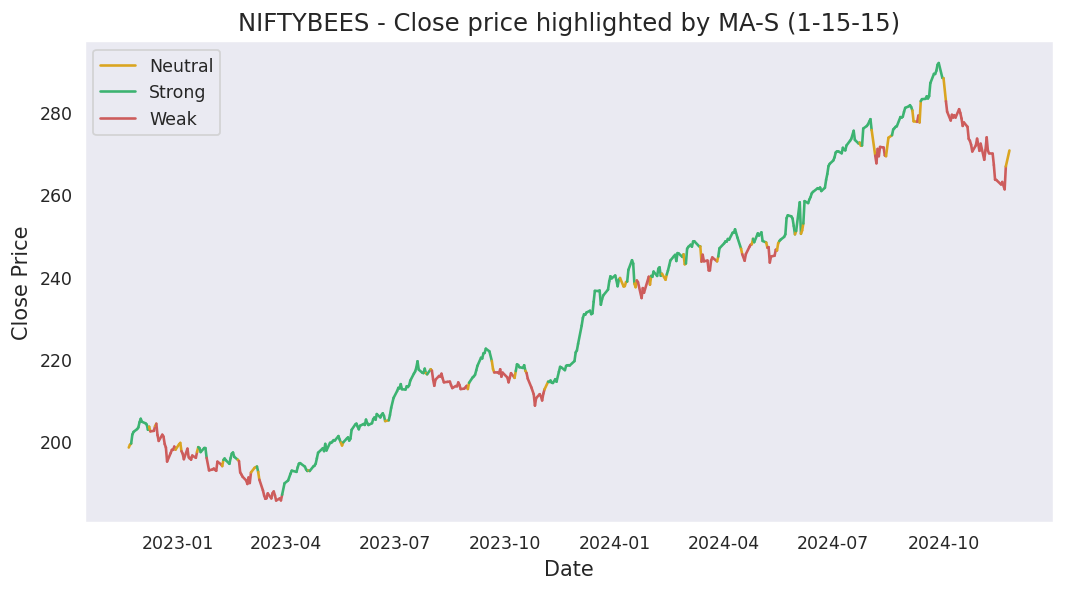 NIFTYBEES - Close price highlighted by MA-S (1-15-15)
Neutral
Strong
Weak
280
260
240
220
200
Close Price
2023-01 2023-04 2023-07 2023-10 2024-01 2024-04 2024-07 2024-10
Date